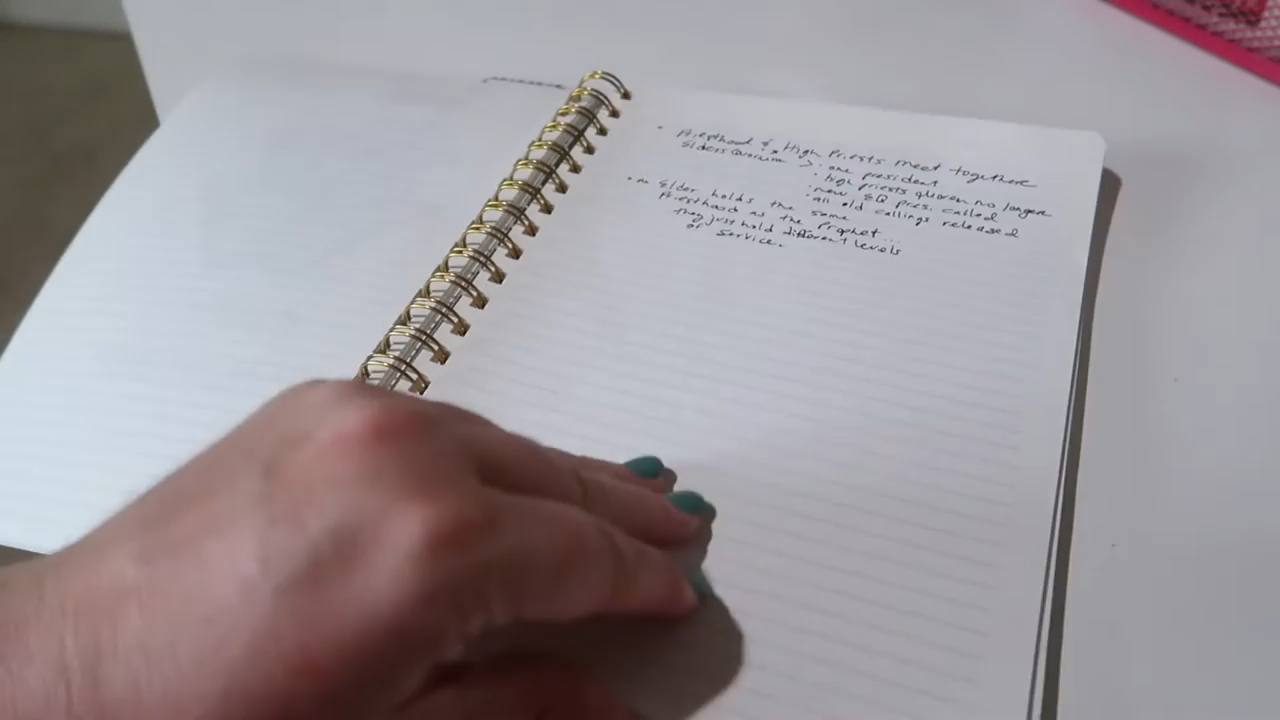 • Priesthood & High Priests meet together
Elders Quorum > • one president
• high priests quorum no longer
• new EQ pres. called
• all old callings released
• An Elder holds the same
Priesthood as the Prophet...
they just hold different levels
of service.